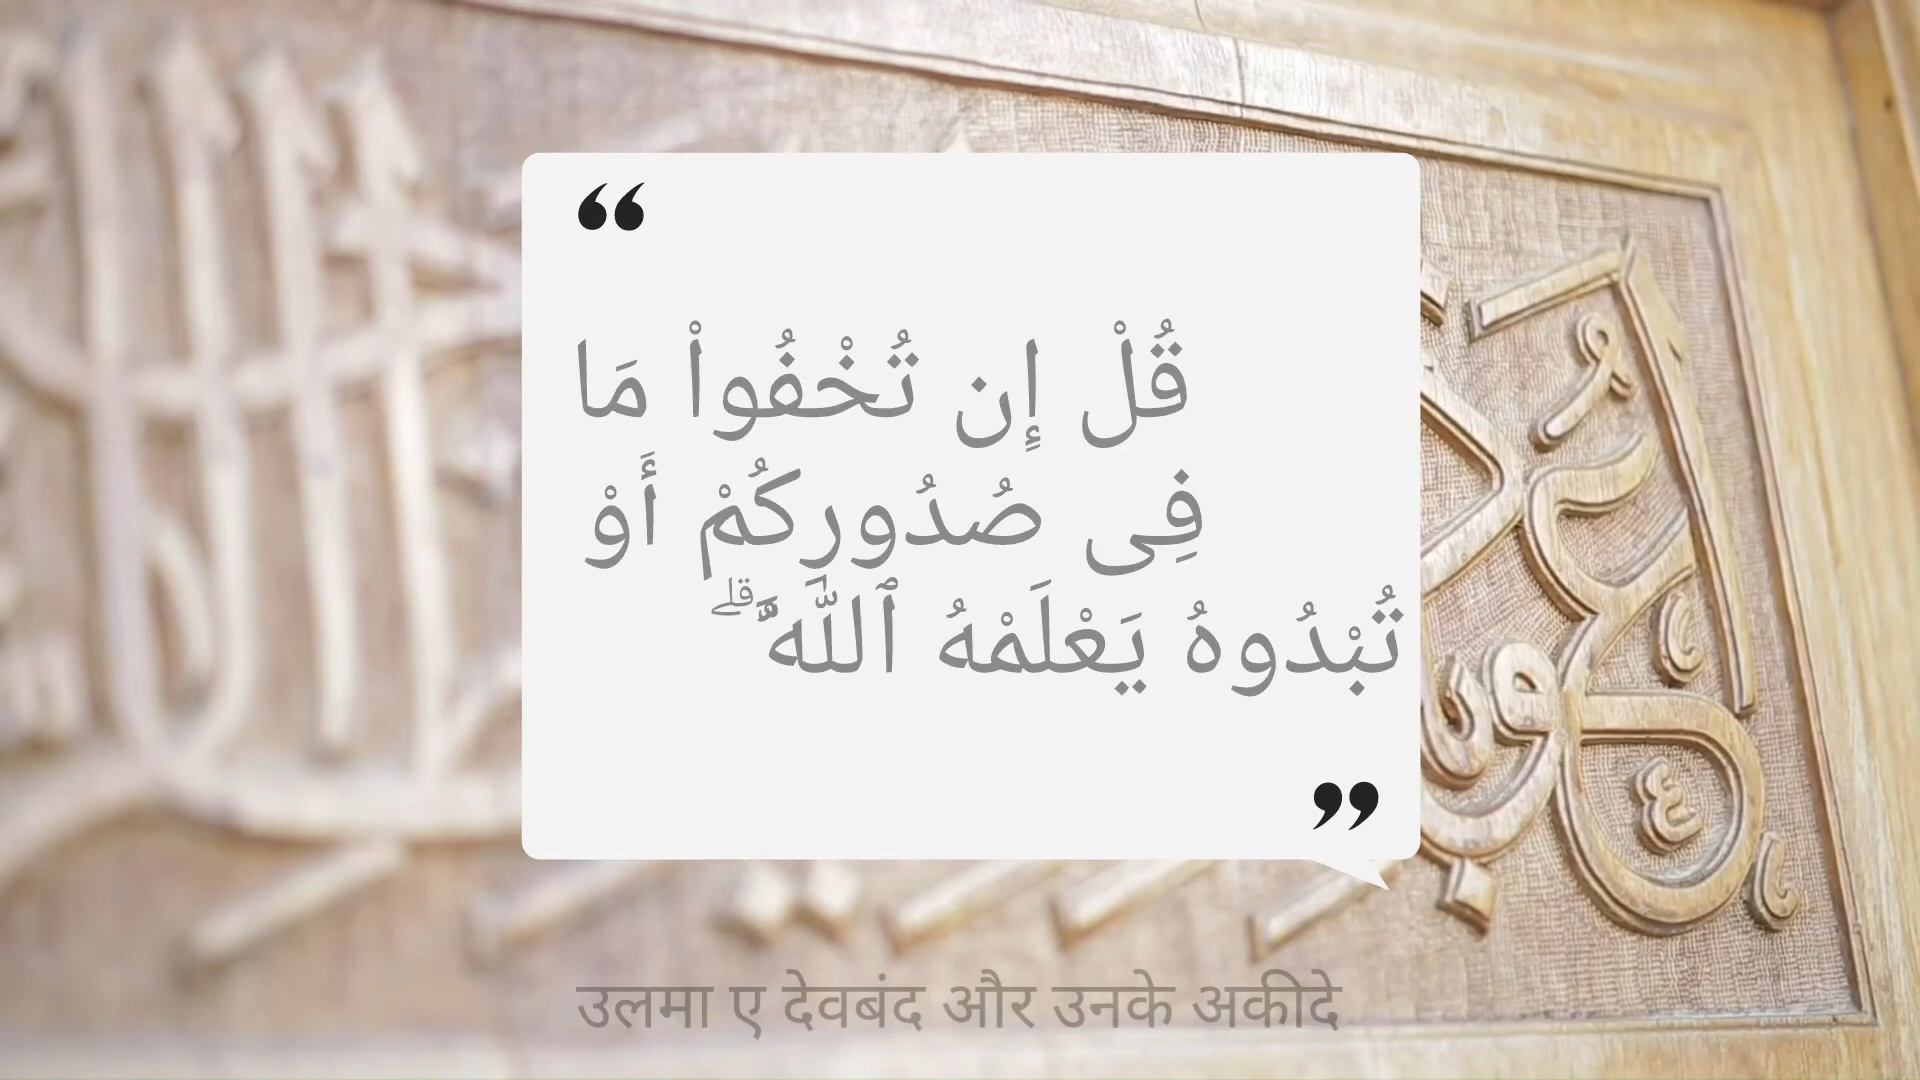 “
قُلْ إِن تُخْفُوا۟ مَا
فِى صُدُورِكُمْ أَوْ
تُبْدُوهُ يَعْلَمْهُ ٱللَّهُ ۗ
”
उलमा ए देवबंद और उनके अकीदे